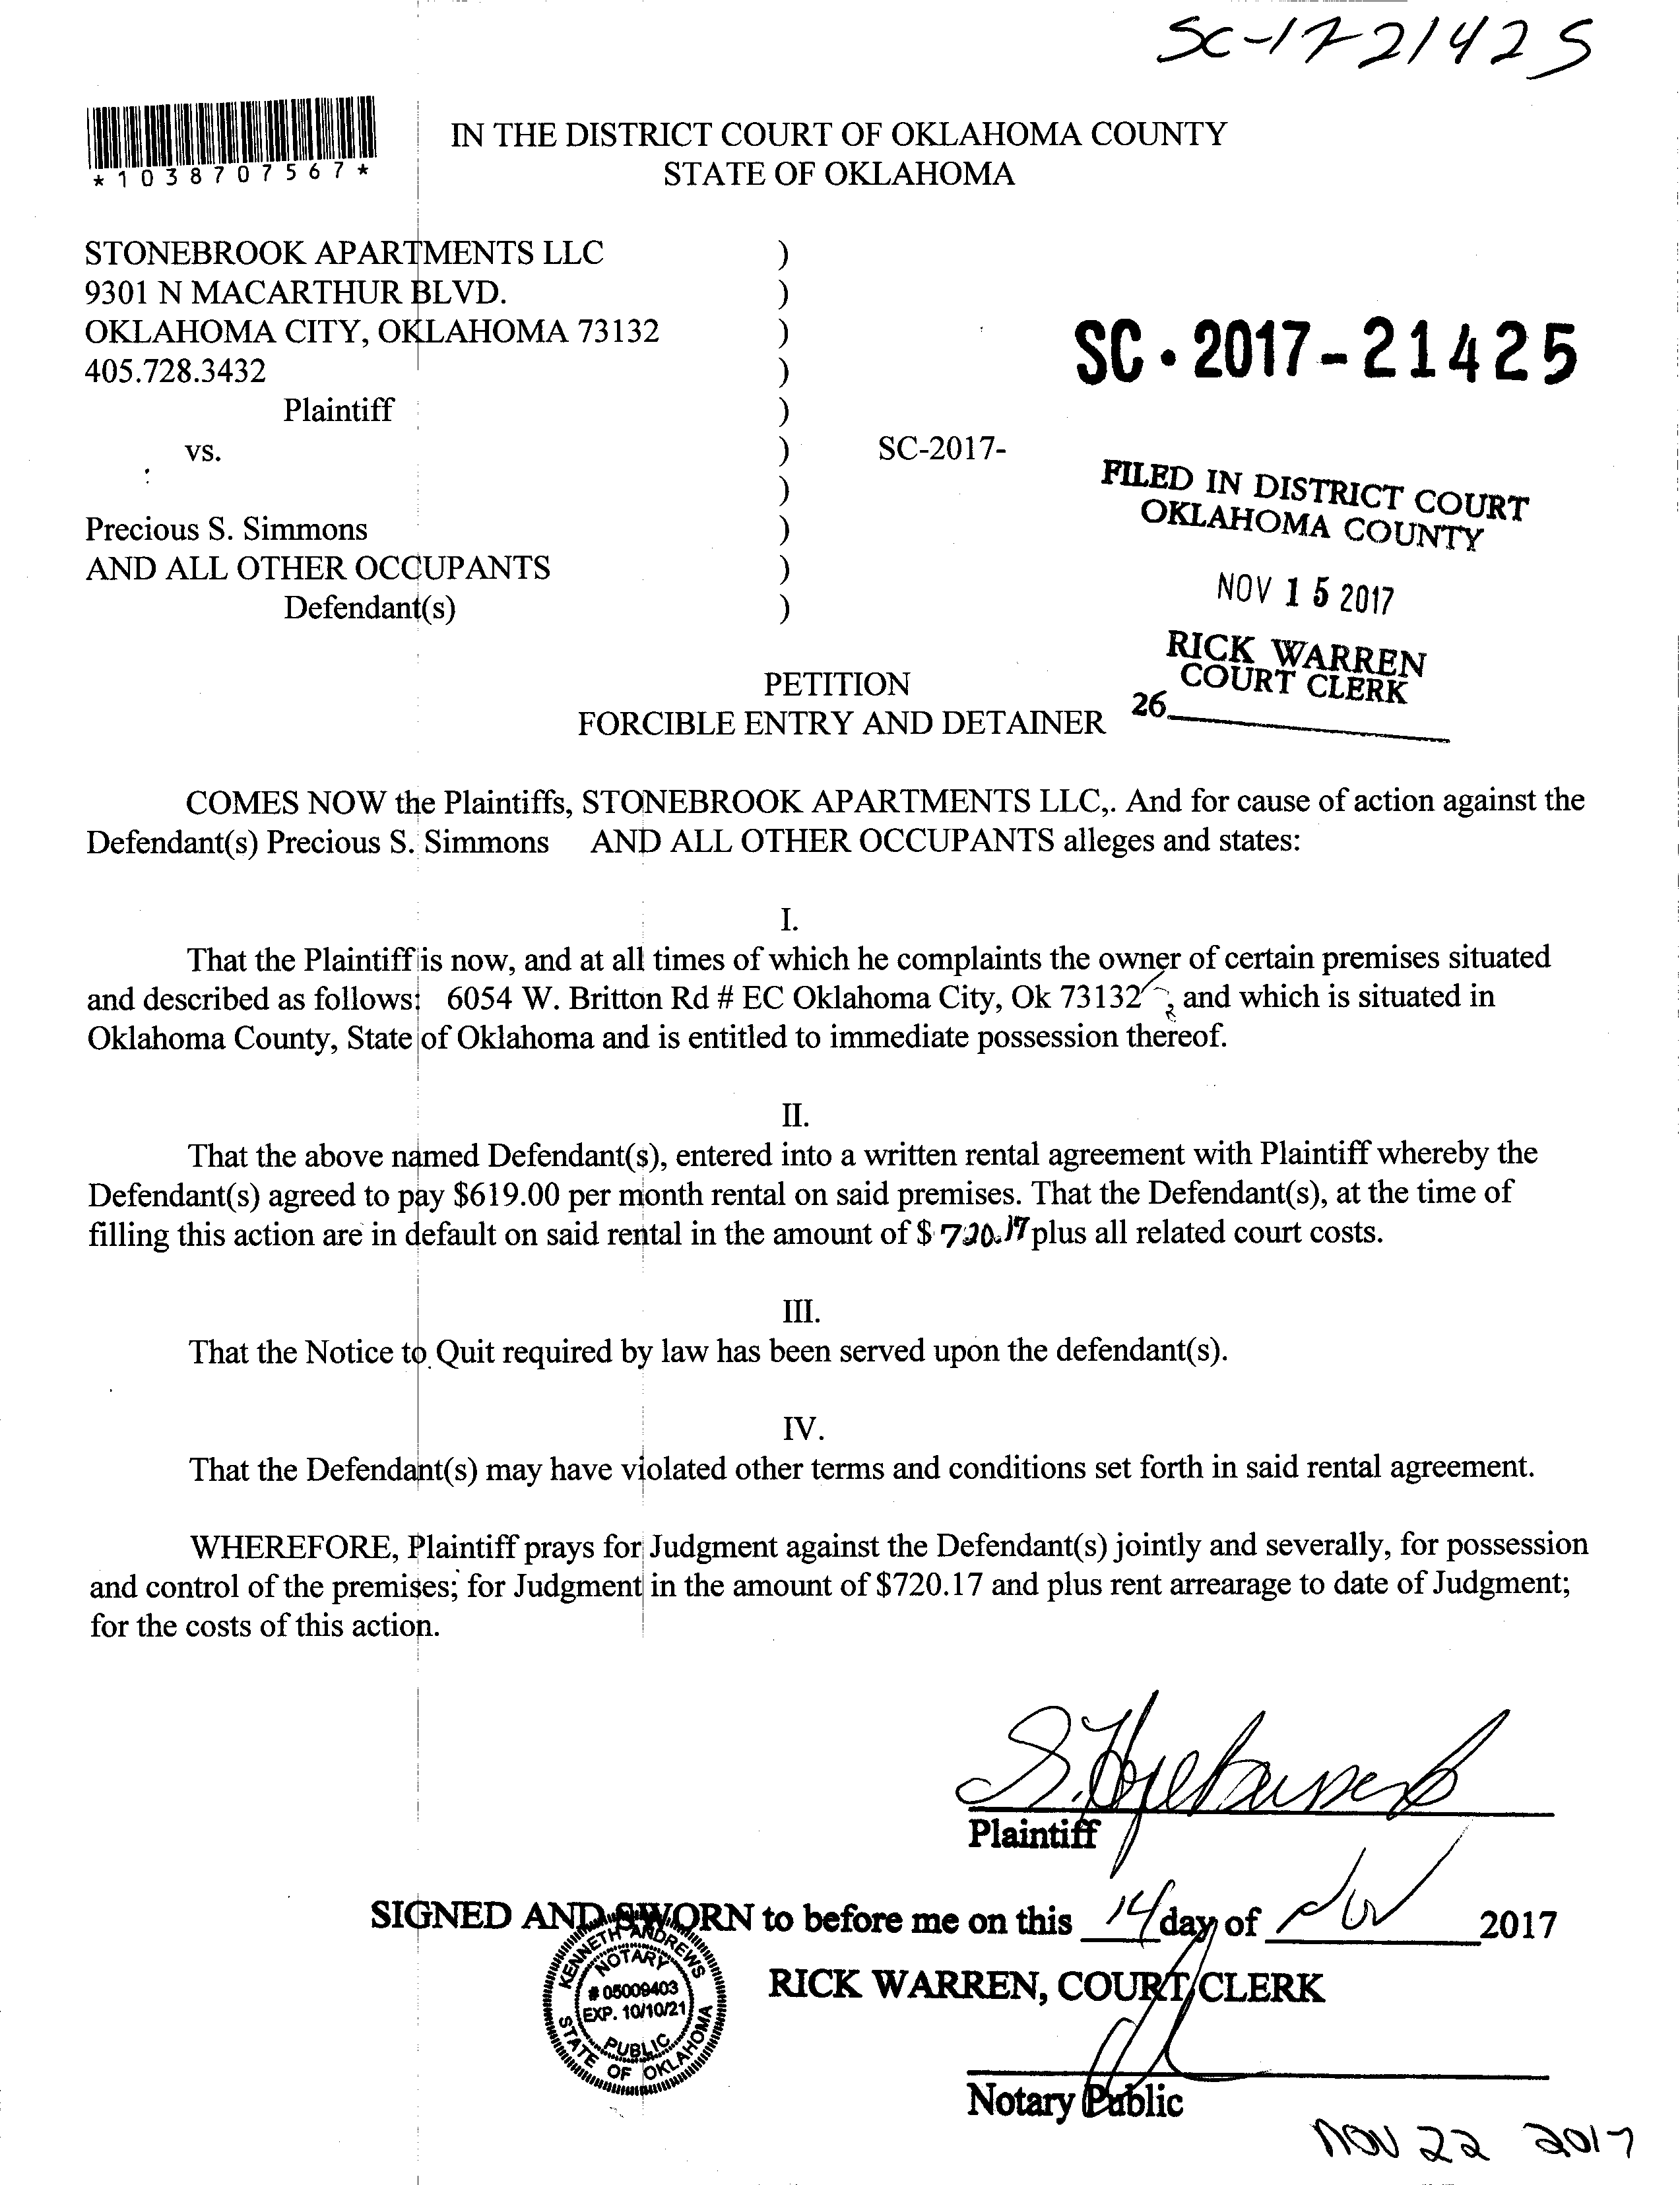 SC-17-21425
*1038707567*
IN THE DISTRICT COURT OF OKLAHOMA COUNTY
STATE OF OKLAHOMA
STONEBROOK APARTMENTS LLC )
9301 N MACARTHUR BLVD. )
OKLAHOMA CITY, OKLAHOMA 73132 )
405.728.3432 )
Plaintiff )
vs. ) SC-2017-
)
Precious S. Simmons )
AND ALL OTHER OCCUPANTS )
Defendant(s) )
SC·2017-21425
FILED IN DISTRICT COURT
OKLAHOMA COUNTY
NOV 15 2017
RICK WARREN
COURT CLERK
26
PETITION
FORCIBLE ENTRY AND DETAINER
COMES NOW the Plaintiffs, STONEBROOK APARTMENTS LLC,. And for cause of action against the
Defendant(s) Precious S. Simmons AND ALL OTHER OCCUPANTS alleges and states:
I.
That the Plaintiff is now, and at all times of which he complaints the owner of certain premises situated
and described as follows: 6054 W. Britton Rd # EC Oklahoma City, Ok 73132 , and which is situated in
Oklahoma County, State of Oklahoma and is entitled to immediate possession thereof.
II.
That the above named Defendant(s), entered into a written rental agreement with Plaintiff whereby the
Defendant(s) agreed to pay $619.00 per month rental on said premises. That the Defendant(s), at the time of
filling this action are in default on said rental in the amount of $ 720.17 plus all related court costs.
III.
That the Notice to Quit required by law has been served upon the defendant(s).
IV.
That the Defendant(s) may have violated other terms and conditions set forth in said rental agreement.
WHEREFORE, Plaintiff prays for Judgment against the Defendant(s) jointly and severally, for possession
and control of the premises; for Judgment in the amount of $720.17 and plus rent arrearage to date of Judgment;
for the costs of this action.
Plaintiff
SIGNED AND SWORN to before me on this 14 day of Nov 2017
KENNETH ANDREWS
NOTARY
# 05009403
EXP. 10/10/21
PUBLIC
STATE OF OKLAHOMA
RICK WARREN, COURT CLERK
Notary Public
NOV 22 2017